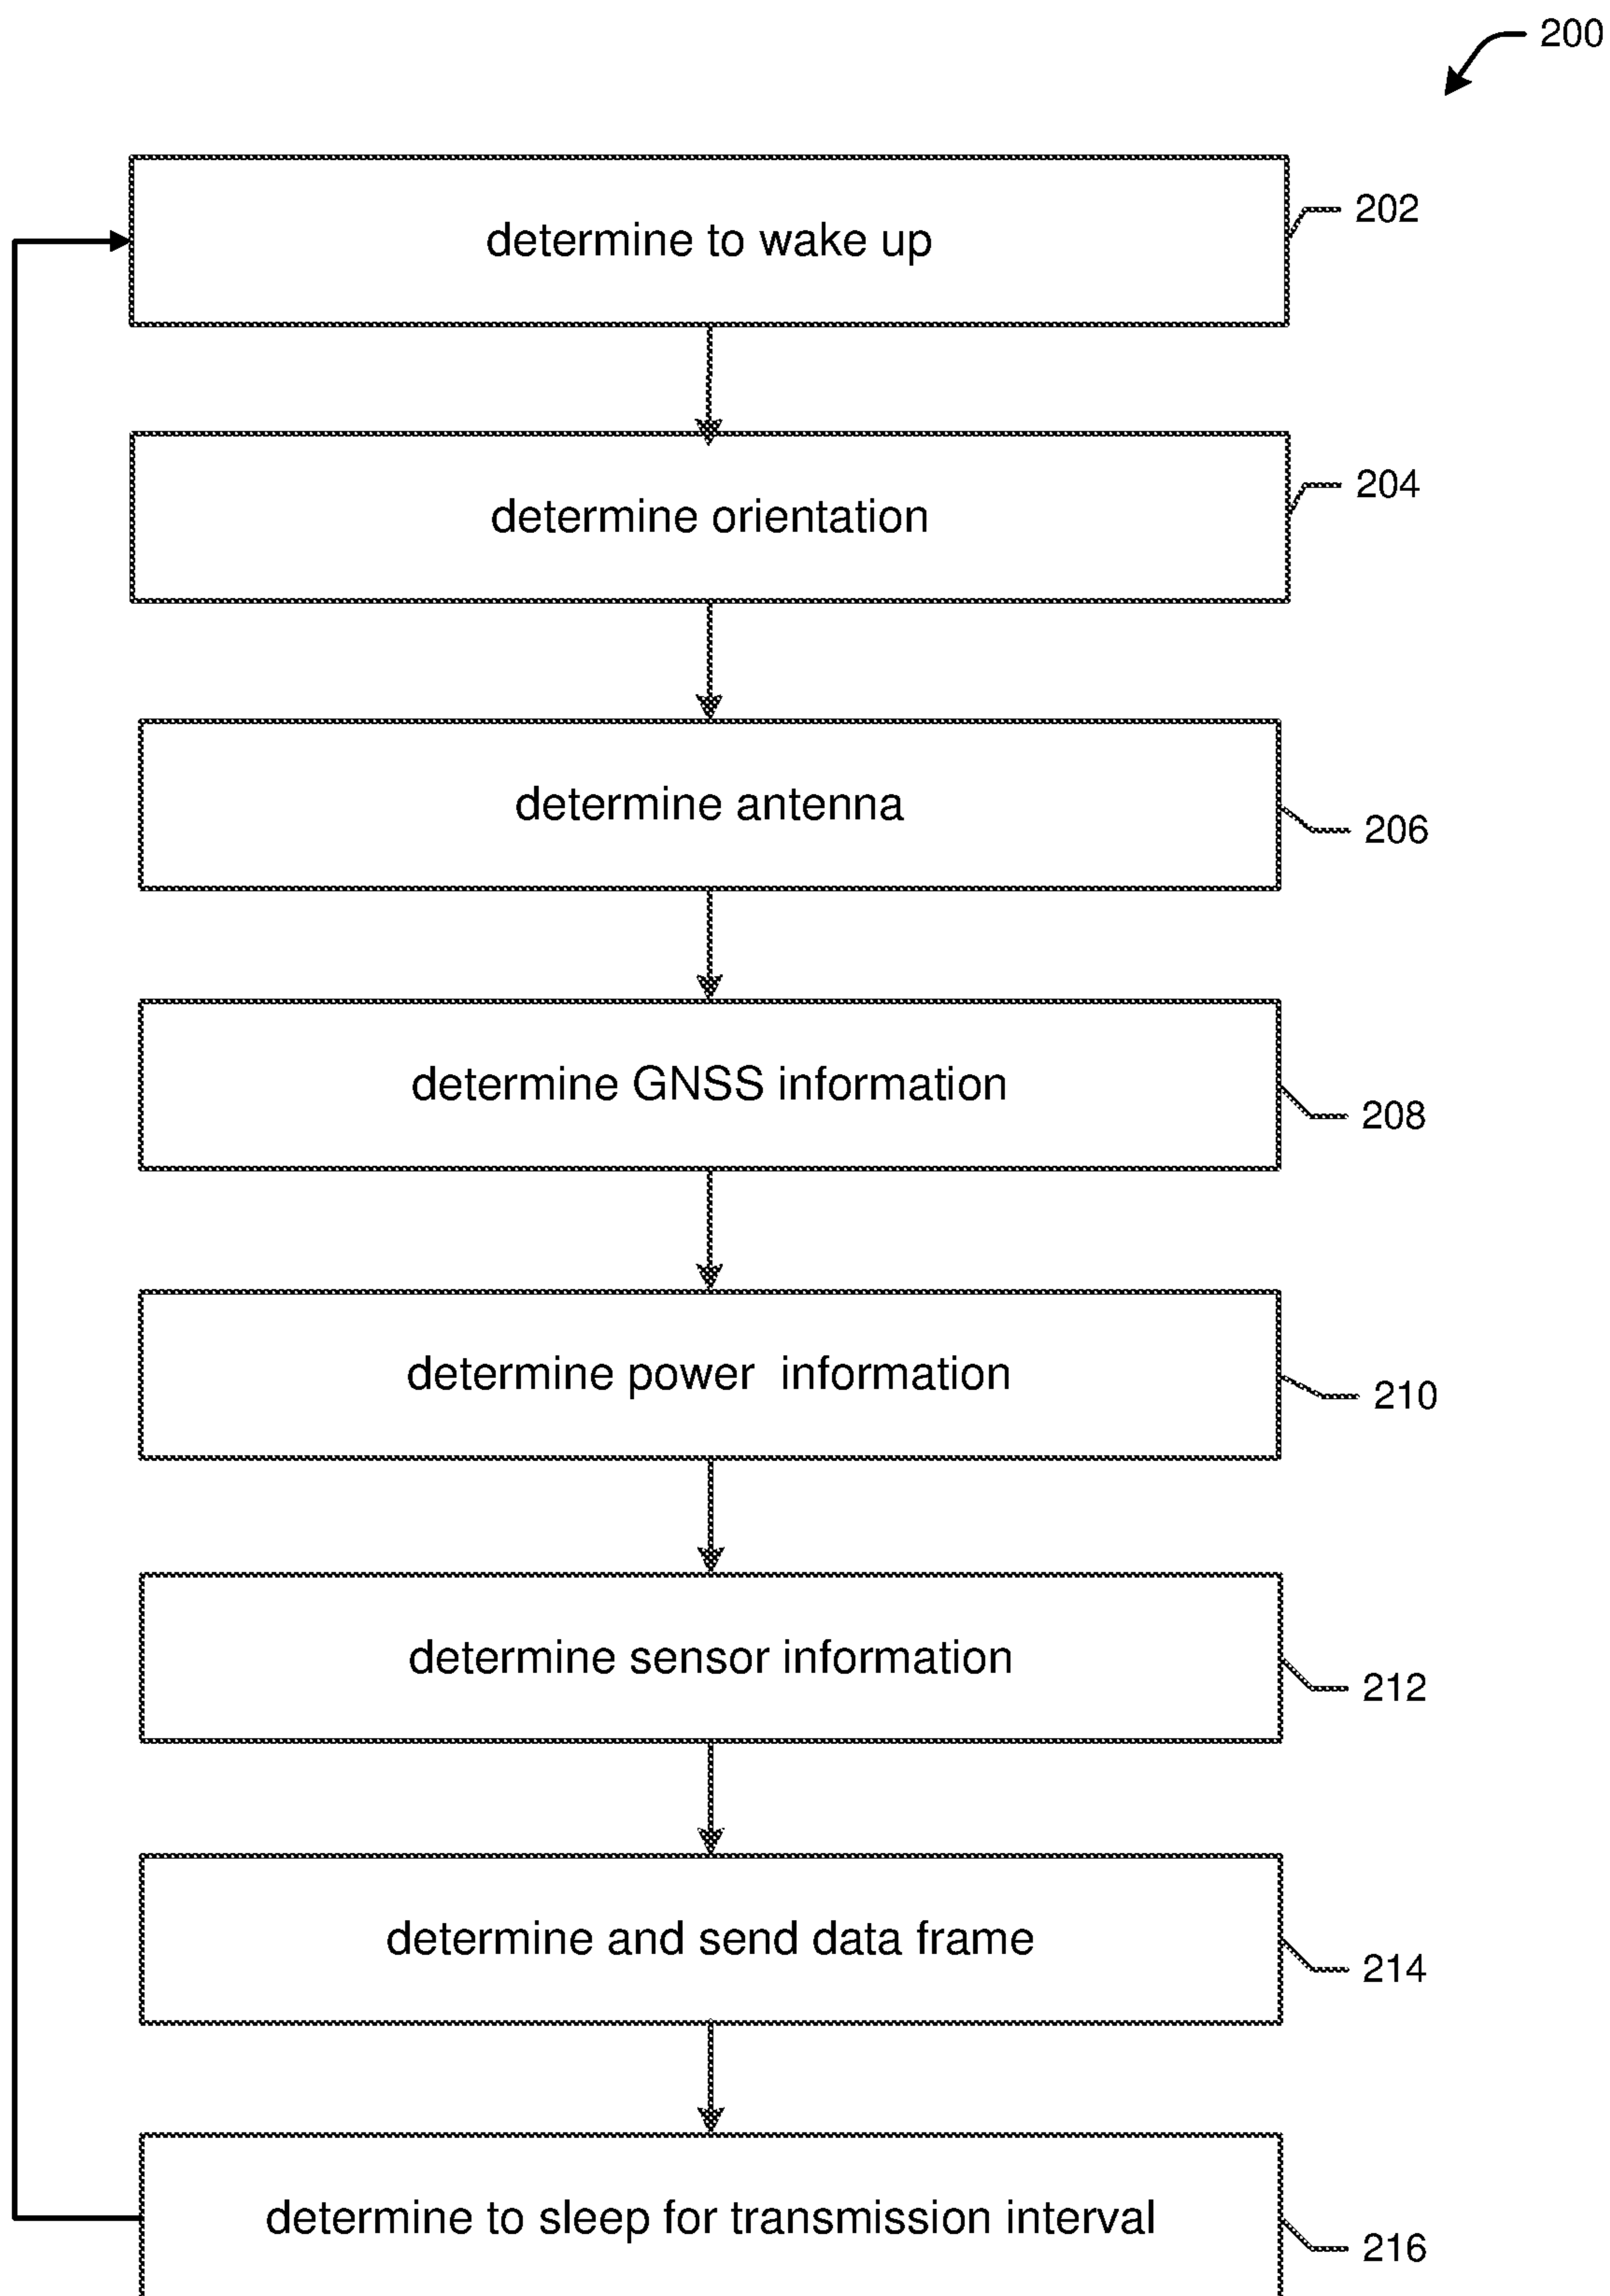 200
determine to wake up
202
determine orientation
204
determine antenna
206
determine GNSS information
208
determine power  information
210
determine sensor information
212
determine and send data frame
214
determine to sleep for transmission interval
216